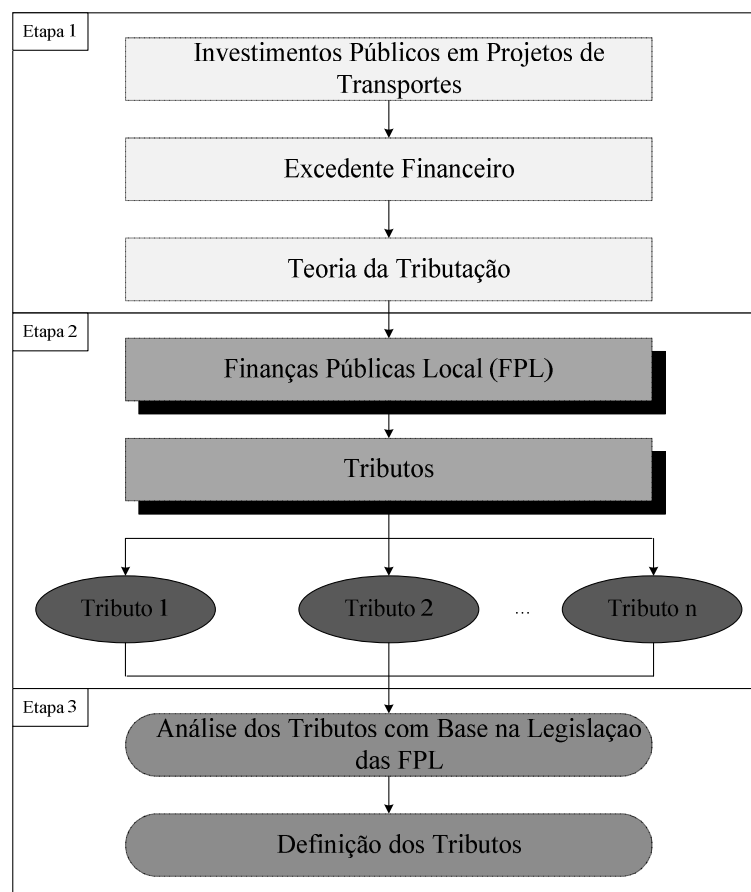 Etapa 1
Investimentos Públicos em Projetos de
Transportes
Excedente Financeiro
Teoria da Tributação
Etapa 2
Finanças Públicas Local (FPL)
Tributos
Tributo 1
Tributo 2
...
Tributo n
Etapa 3
Análise dos Tributos com Base na Legislaçao
das FPL
Definição dos Tributos